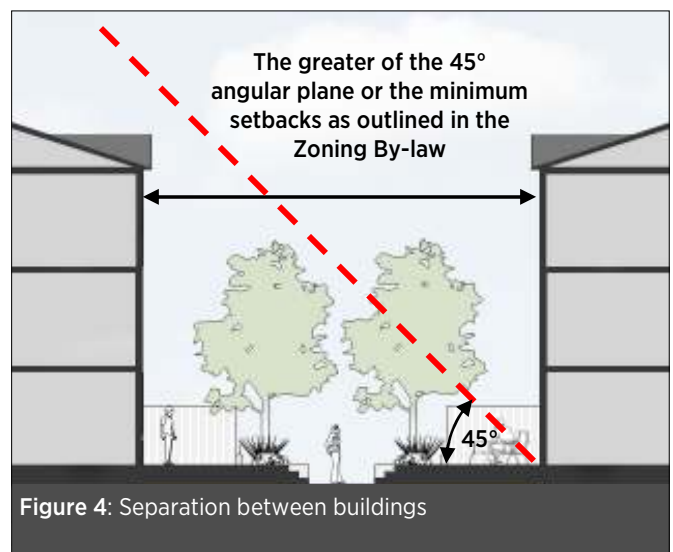 The greater of the 45°
angular plane or the minimum
setbacks as outlined in the
Zoning By-law
45°
Figure 4: Separation between buildings